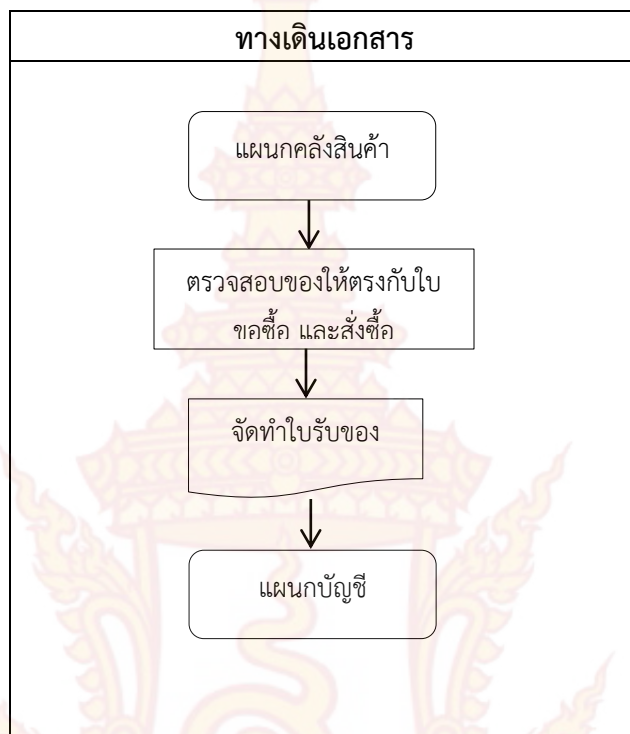 ทางเดินเอกสาร
แผนกคลังสินค้า
ตรวจสอบของให้ตรงกับใบ
ขอซื้อ และสั่งซื้อ
จัดทำใบรับของ
แผนกบัญชี